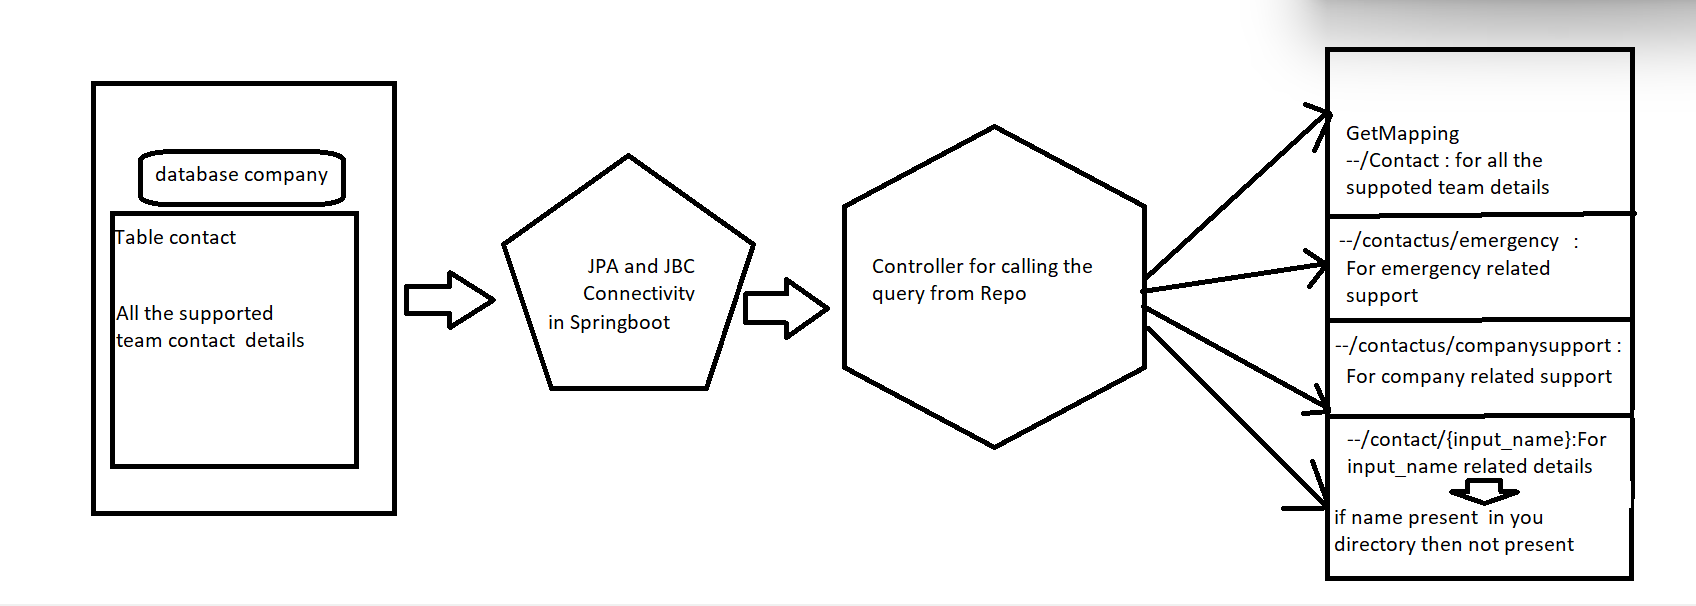 database company
Table contact
All the supported
team contact details
JPA and JBC
Connectivity
in Springboot
Controller for calling the
query from Repo
GetMapping
--/Contact : for all the
suppoted team details
--/contactus/emergency :
For emergency related
support
--/contactus/companysupport :
For company related support
--/contact/{input_name}:For
input_name related details
if name present in you
directory then not present